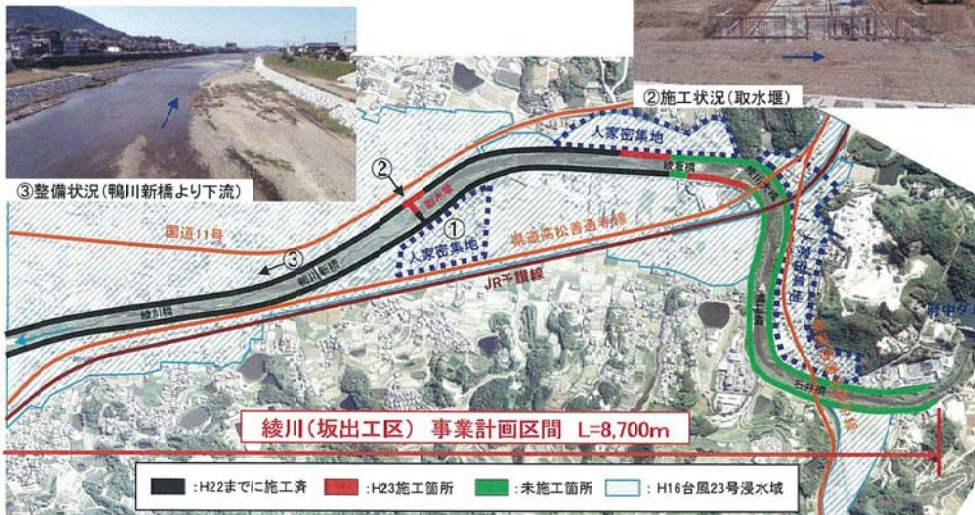 ②施工状況(取水堰)
③整備状況(鴨川新橋より下流)
人家密集地
②
取水堰
国道11号
①
人家密集地
県道高松善通寺線
③
鴨川新橋
JR予讃線
綾川橋
人家密集地
府中ダ
石井橋
綾川(坂出工区) 事業計画区間 L=8,700m
:H22までに施工済 :H23施工箇所 :未施工箇所 :H16台風23号浸水域